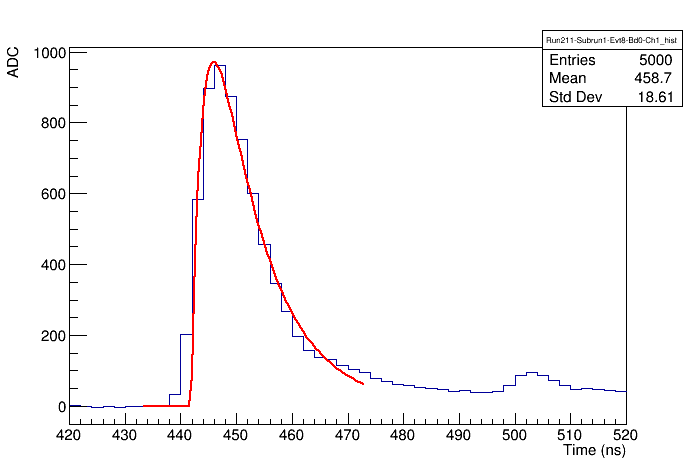 Run211-Subrun1-Evt8-Bd0-Ch1_hist
Entries 5000
Mean 458.7
Std Dev 18.61
ADC
1000
800
600
400
200
0
420 430 440 450 460 470 480 490 500 510 520
Time (ns)